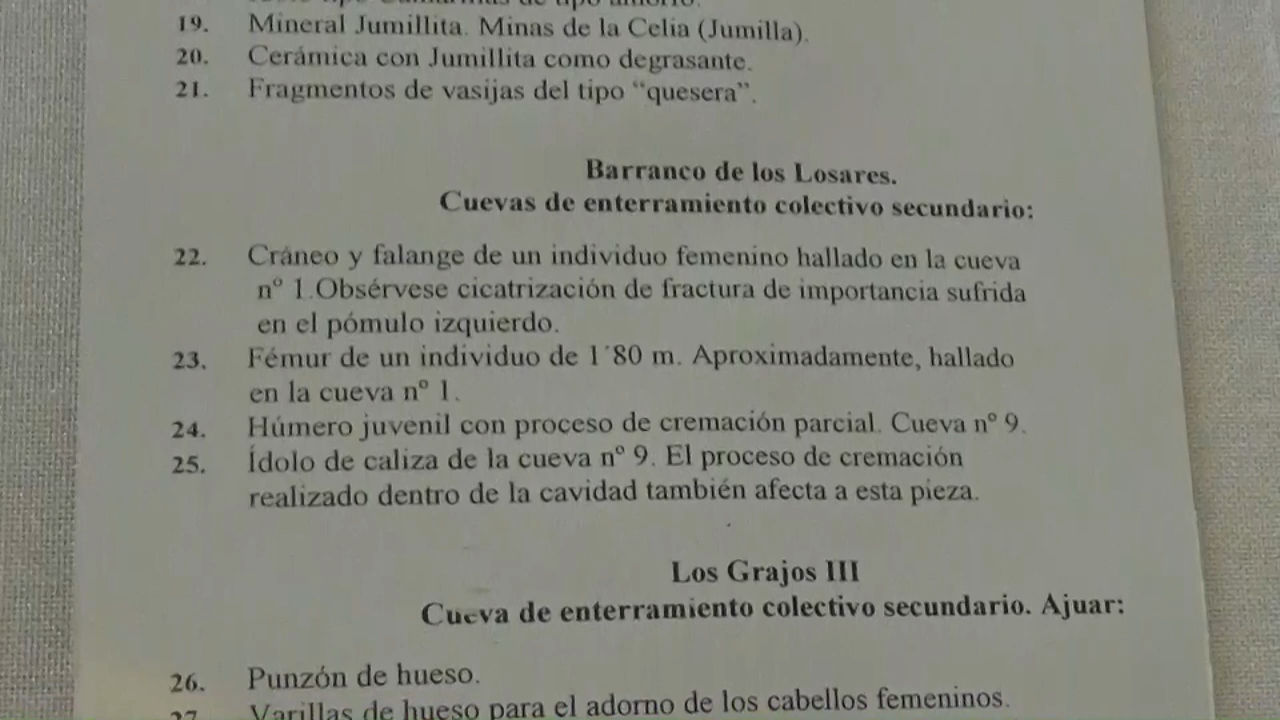 19. Mineral Jumillita. Minas de la Celia (Jumilla).
20. Cerámica con Jumillita como degrasante.
21. Fragmentos de vasijas del tipo “quesera”.
Barranco de los Losares.
Cuevas de enterramiento colectivo secundario:
22. Cráneo y falange de un individuo femenino hallado en la cueva
nº 1.Obsérvese cicatrización de fractura de importancia sufrida
en el pómulo izquierdo.
23. Fémur de un individuo de 1´80 m. Aproximadamente, hallado
en la cueva nº 1.
24. Húmero juvenil con proceso de cremación parcial. Cueva nº 9.
25. Ídolo de caliza de la cueva nº 9. El proceso de cremación
realizado dentro de la cavidad también afecta a esta pieza.
Los Grajos III
Cueva de enterramiento colectivo secundario. Ajuar:
26. Punzón de hueso.
27. Varillas de hueso para el adorno de los cabellos femeninos.